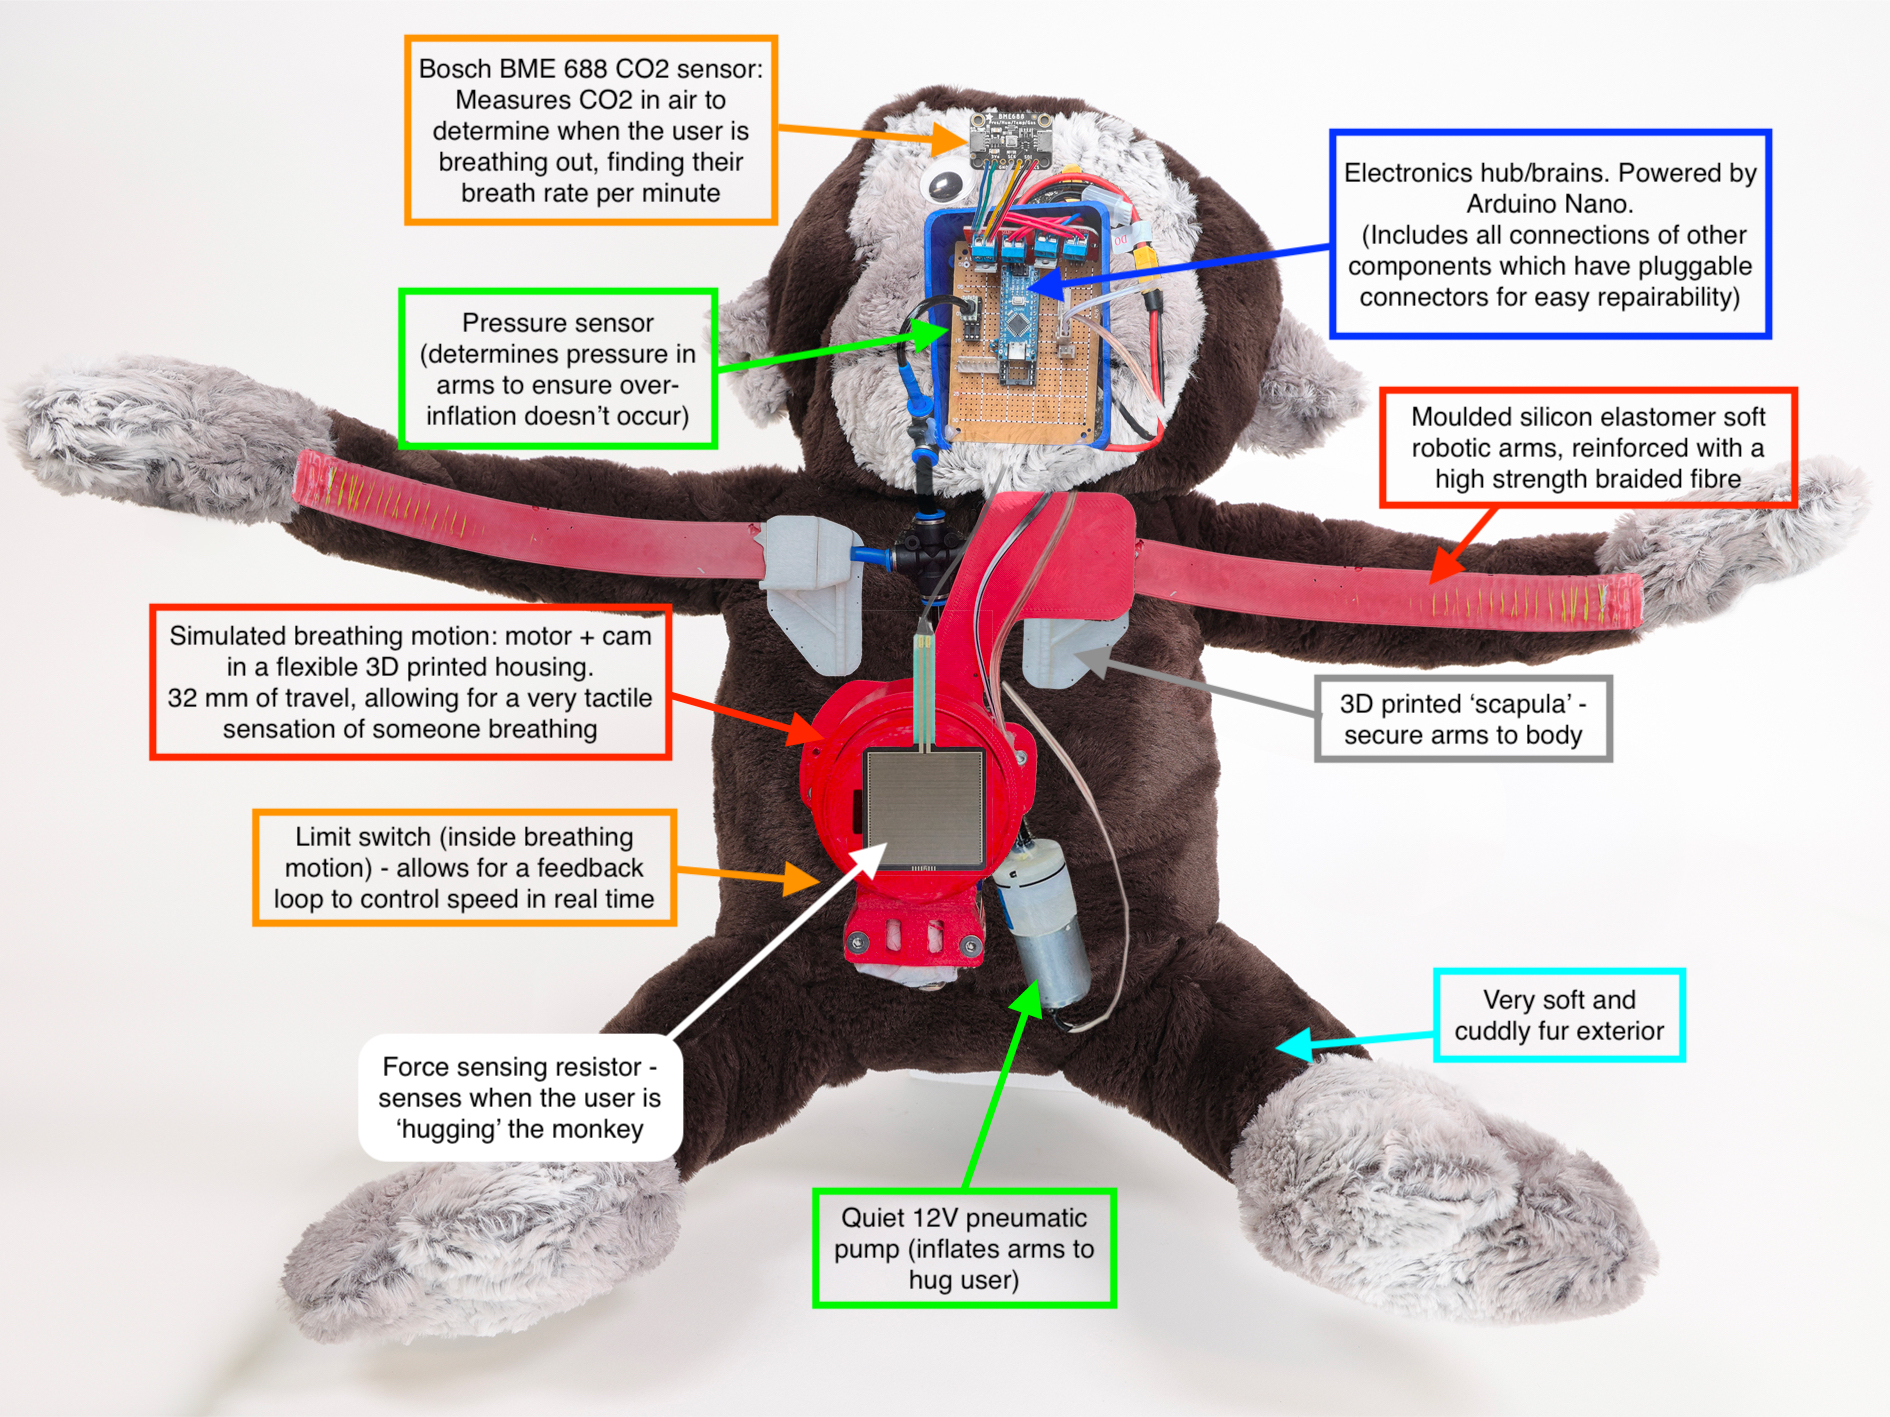 Bosch BME 688 CO2 sensor:
Measures CO2 in air to
determine when the user is
breathing out, finding their
breath rate per minute
BME688
Electronics hub/brains. Powered by
Arduino Nano.
(Includes all connections of other
components which have pluggable
connectors for easy repairability)
Pressure sensor
(determines pressure in
arms to ensure over-
inflation doesn’t occur)
Moulded silicon elastomer soft
robotic arms, reinforced with a
high strength braided fibre
Simulated breathing motion: motor + cam
in a flexible 3D printed housing.
32 mm of travel, allowing for a very tactile
sensation of someone breathing
3D printed ‘scapula’ -
secure arms to body
Limit switch (inside breathing
motion) - allows for a feedback
loop to control speed in real time
Very soft and
cuddly fur exterior
Force sensing resistor -
senses when the user is
‘hugging’ the monkey
Quiet 12V pneumatic
pump (inflates arms to
hug user)